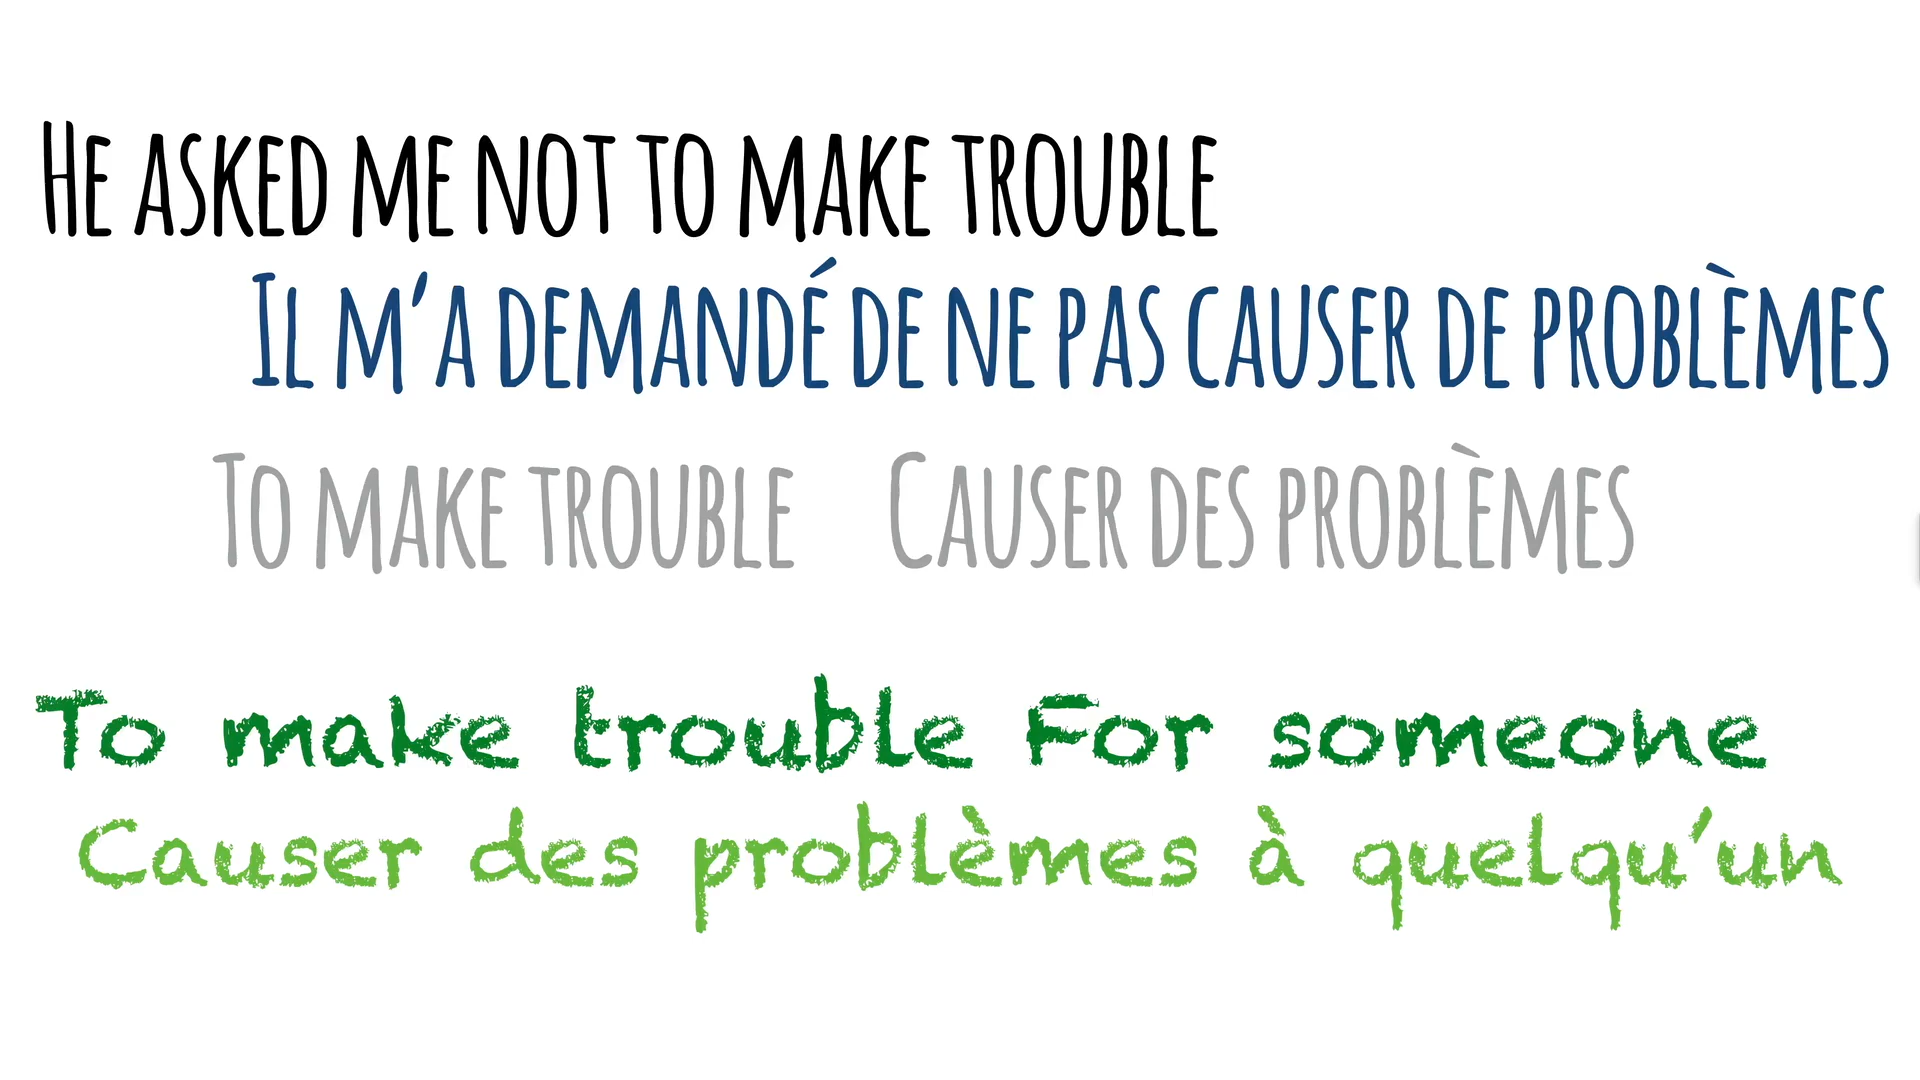 He asked me not to make trouble
Il m’a demandé de ne pas causer de problèmes
To make trouble Causer des problèmes
To make trouble For someone
Causer des problèmes à quelqu’un